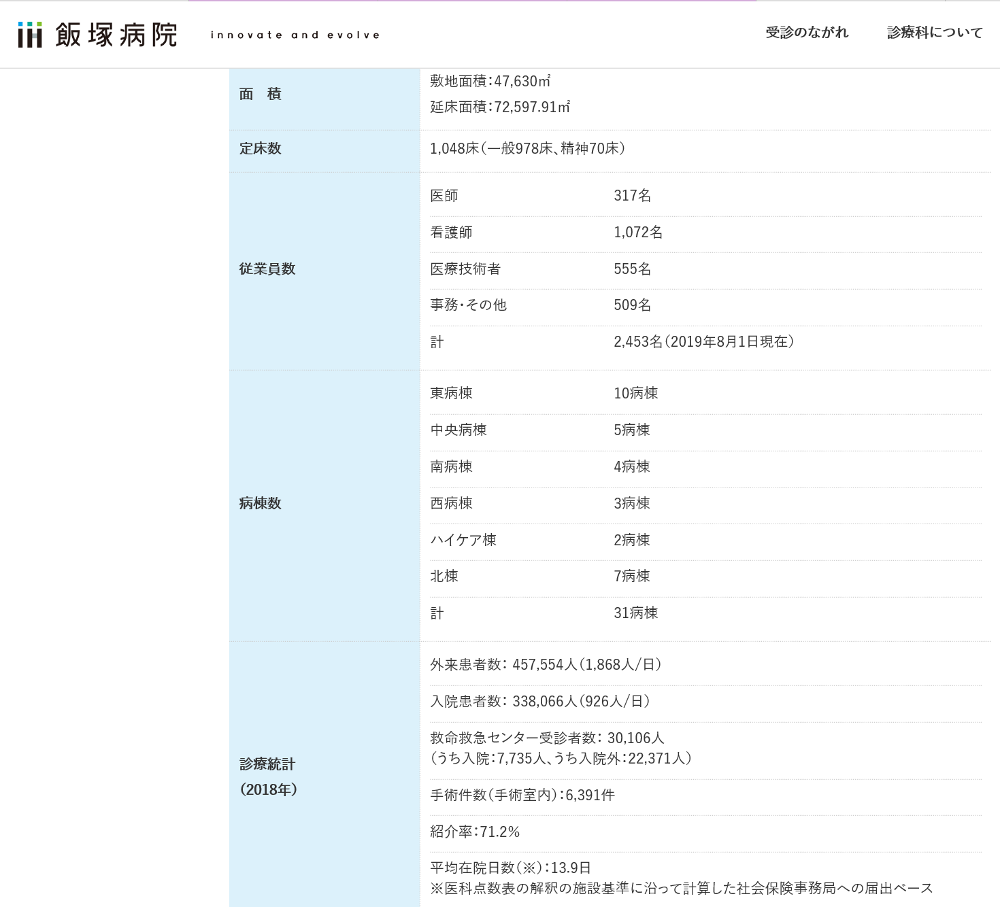 飯塚病院
innovate and evolve
受診のながれ 診療科について
面　積
敷地面積：47,630㎡
延床面積：72,597.91㎡
定床数
1,048床（一般978床、精神70床）
従業員数
医師 317名
看護師 1,072名
医療技術者 555名
事務・その他 509名
計 2,453名（2019年8月1日現在）
病棟数
東病棟 10病棟
中央病棟 5病棟
南病棟 4病棟
西病棟 3病棟
ハイケア棟 2病棟
北棟 7病棟
計 31病棟
診療統計
（2018年）
外来患者数： 457,554人（1,868人/日）
入院患者数： 338,066人（926人/日）
救命救急センター受診者数： 30,106人
（うち入院：7,735人、うち入院外：22,371人）
手術件数（手術室内）：6,391件
紹介率：71.2%
平均在院日数（※）：13.9日
※医科点数表の解釈の施設基準に沿って計算した社会保険事務局への届出ベース